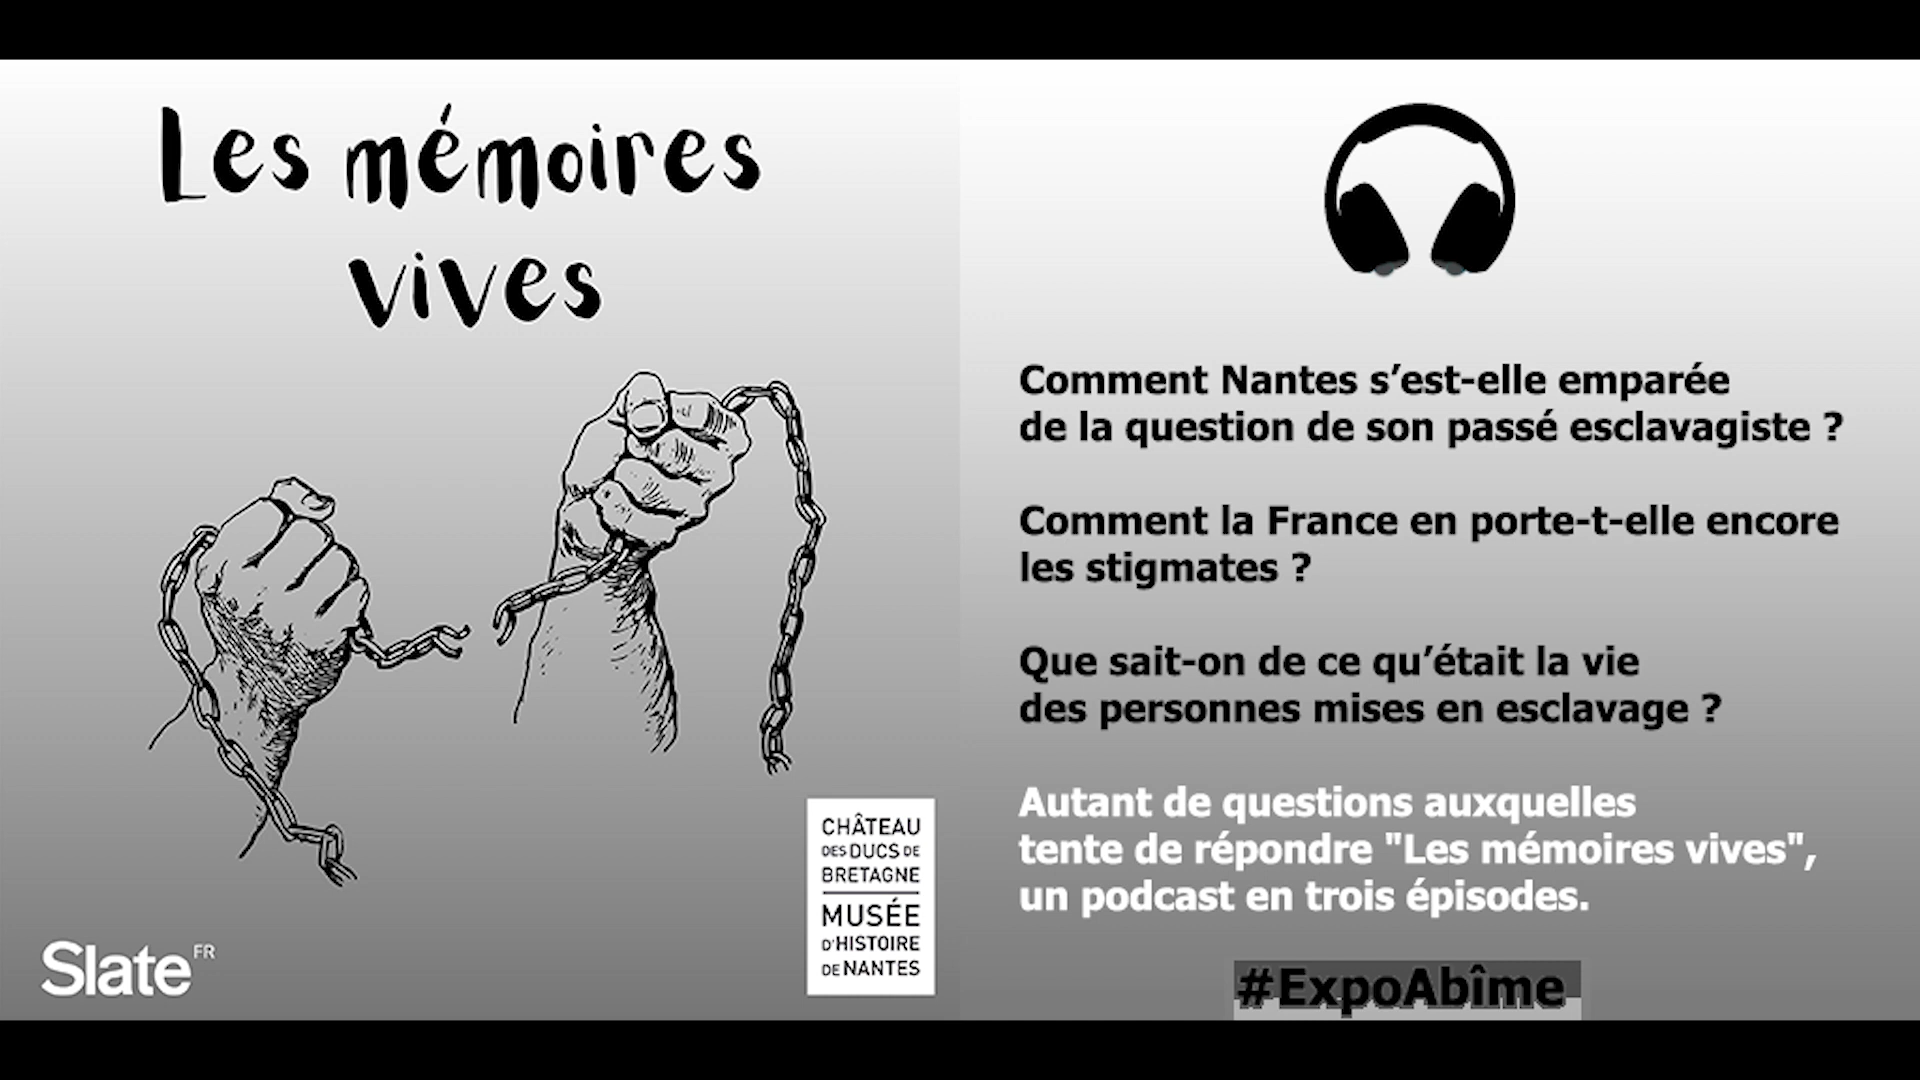 Les mémoires
vives
CHÂTEAU
DES DUCS DE
BRETAGNE
MUSÉE
D'HISTOIRE
DE NANTES
Slate FR
Comment Nantes s’est-elle emparée
de la question de son passé esclavagiste ?
Comment la France en porte-t-elle encore
les stigmates ?
Que sait-on de ce qu’était la vie
des personnes mises en esclavage ?
Autant de questions auxquelles
tente de répondre "Les mémoires vives",
un podcast en trois épisodes.
#ExpoAbîme